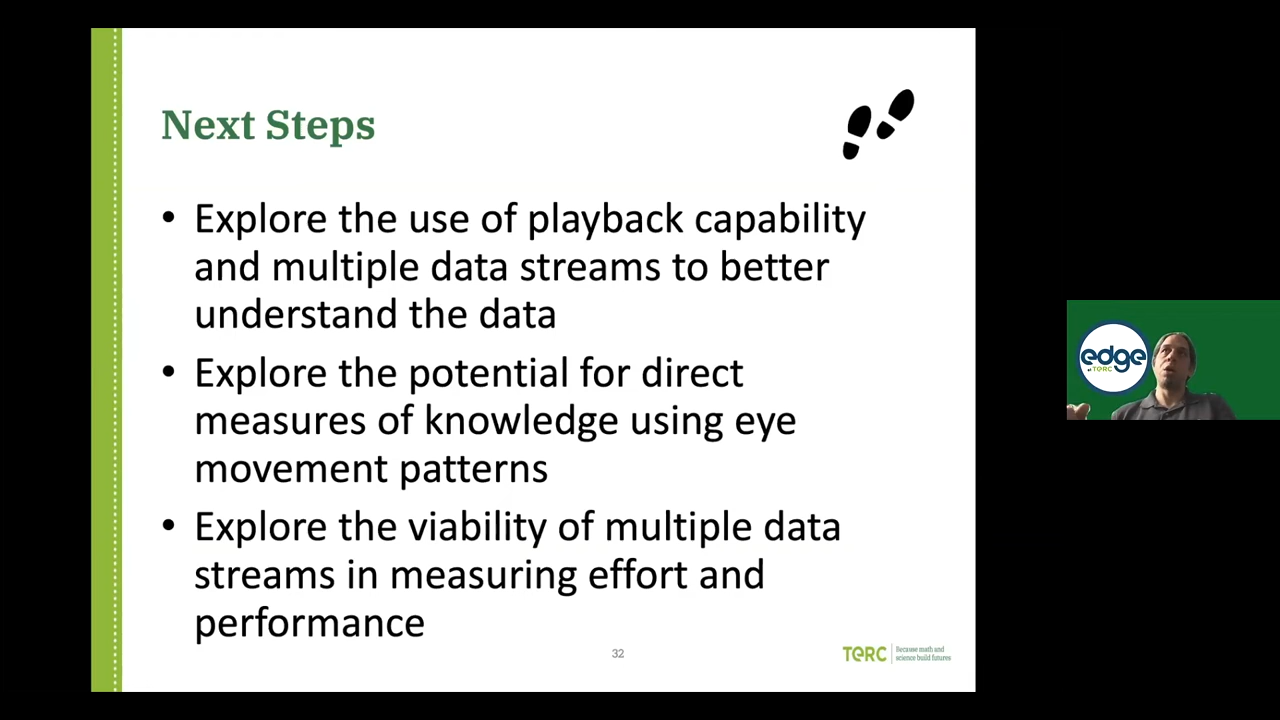 Next Steps
• Explore the use of playback capability
and multiple data streams to better
understand the data
• Explore the potential for direct
measures of knowledge using eye
movement patterns
• Explore the viability of multiple data
streams in measuring effort and
performance
32
TERC
Because math and
science build futures
edge
at TERC